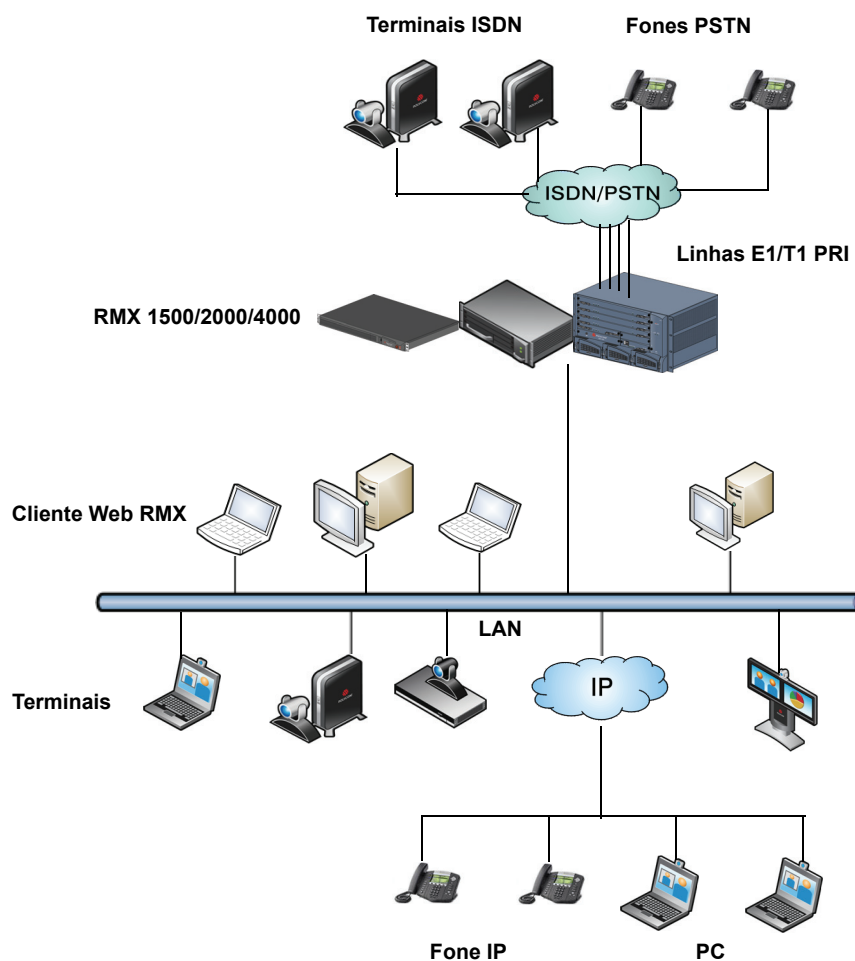 Terminais ISDN
Fones PSTN
ISDN/PSTN
Linhas E1/T1 PRI
RMX 1500/2000/4000
Cliente Web RMX
LAN
Terminais
IP
Fone IP
PC